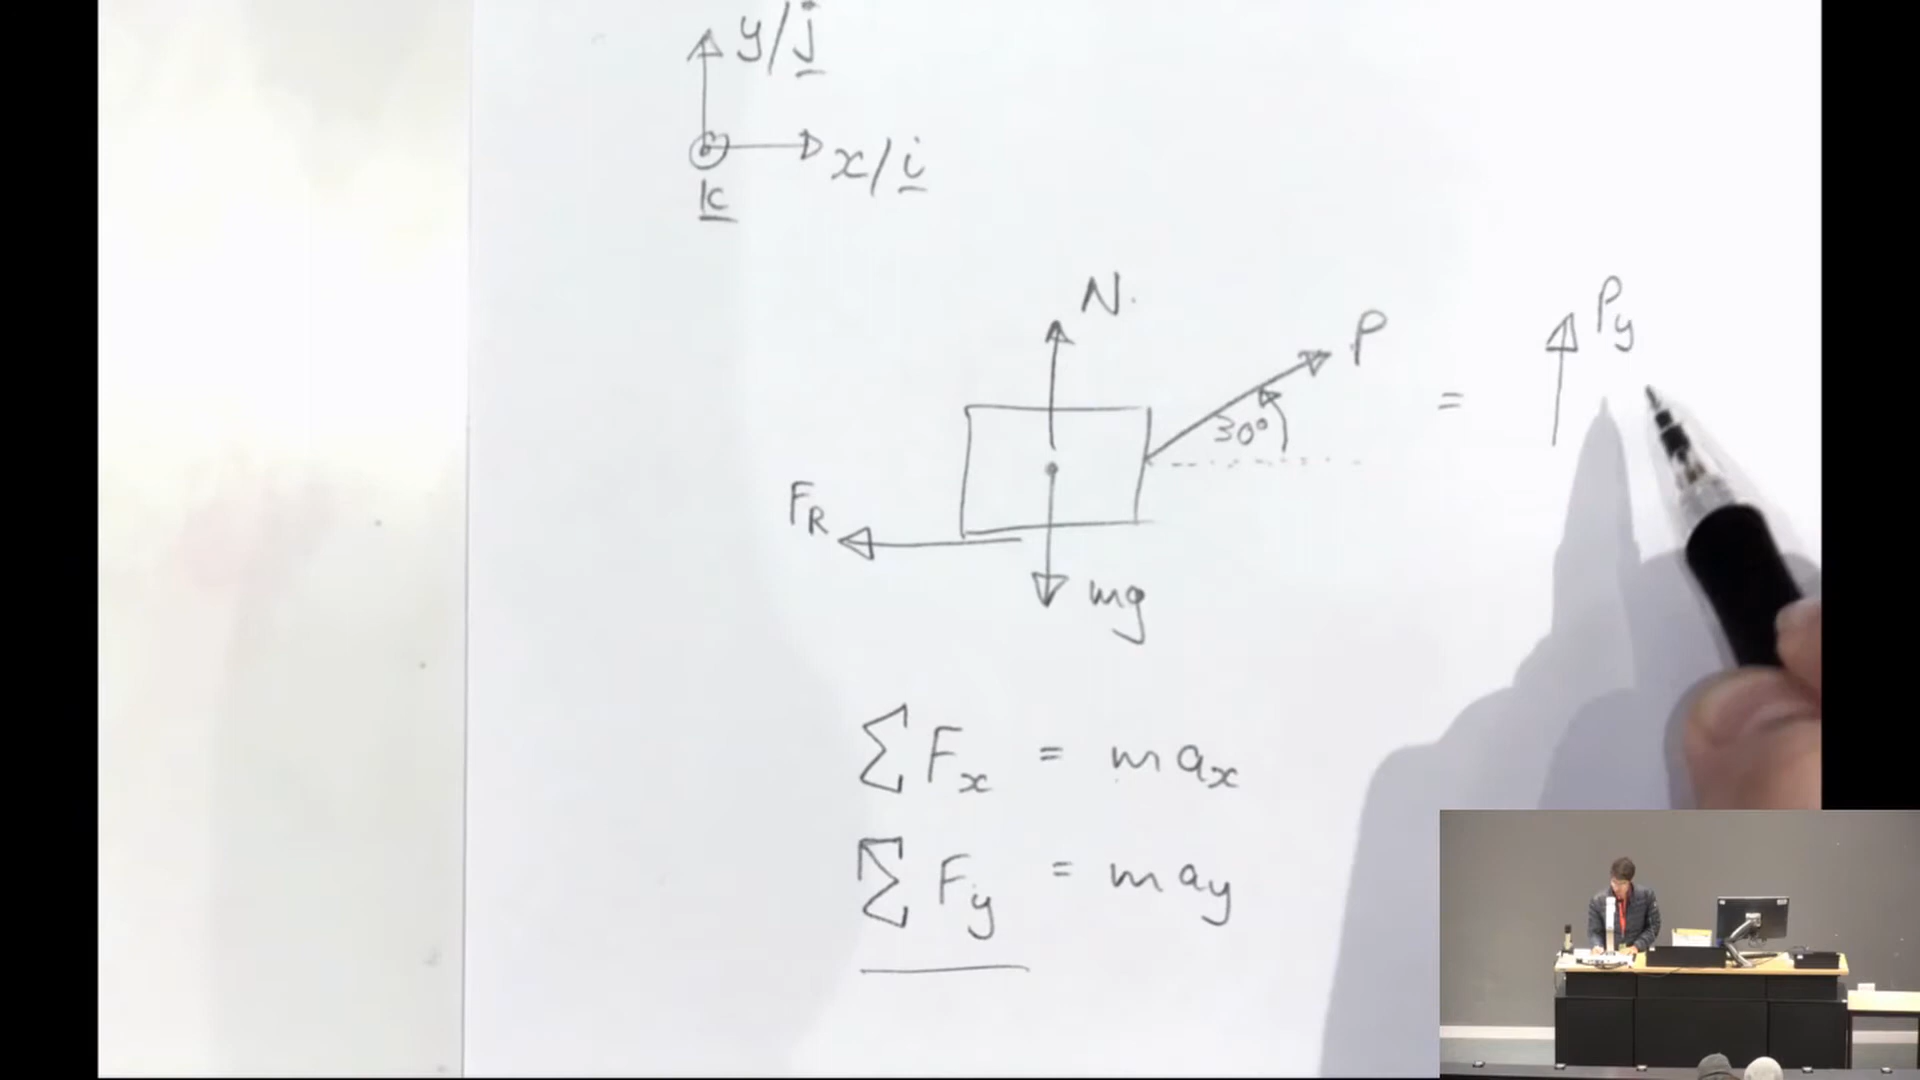 y/j
x/i
k
N.
P
30°
=
Py
FR
mg
∑Fx = max
∑Fy = may